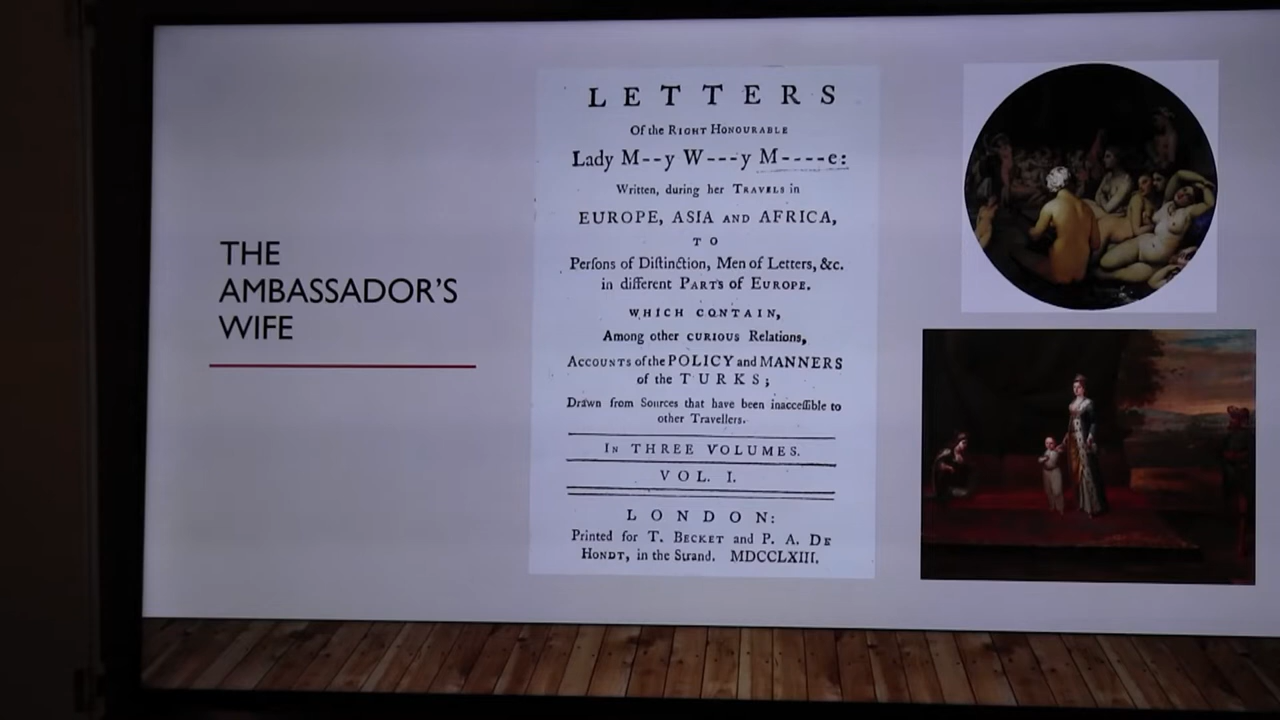 THE
AMBASSADOR'S
WIFE
LETTERS
Of the RIGHT HONOURABLE
Lady M--y W---y M----e:
Written, during her TRAVELS in
EUROPE, ASIA AND AFRICA,
TO
Perſons of Diſtinction, Men of Letters, &c.
in different PARTS of EUROPE.
WHICH CONTAIN,
Among other CURIOUS Relations,
ACCOUNTS of the POLICY and MANNERS
of the TURKS;
Drawn from Sources that have been inacceſſible to
other Travellers.
IN THREE VOLUMES.
VOL. I.
LONDON:
Printed for T. BECKET and P. A. DE
HONDT, in the Strand. MDCCLXIII.